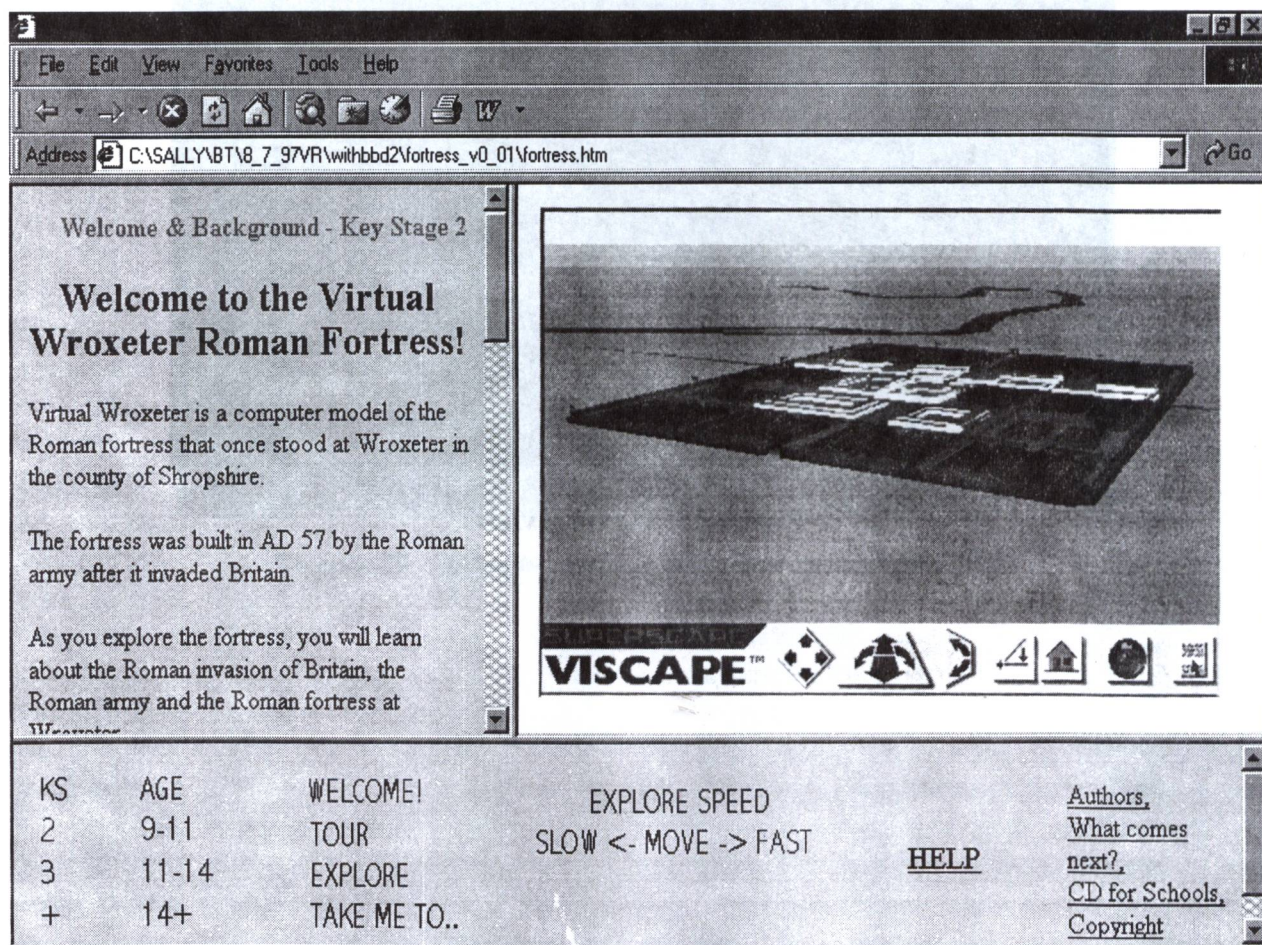 File Edit View Favorites Tools Help
Address C:\SALLY\BT\8_7_97VR\withbbd2\fortress_v0_01\fortress.htm Go
Welcome & Background - Key Stage 2
Welcome to the Virtual
Wroxeter Roman Fortress!
Virtual Wroxeter is a computer model of the
Roman fortress that once stood at Wroxeter in
the county of Shropshire.
The fortress was built in AD 57 by the Roman
army after it invaded Britain.
As you explore the fortress, you will learn
about the Roman invasion of Britain, the
Roman army and the Roman fortress at
Wroxeter
SUPERSCAPE
VISCAPE™
KS AGE WELCOME!
2 9-11 TOUR
3 11-14 EXPLORE
+ 14+ TAKE ME TO..
EXPLORE SPEED
SLOW <- MOVE -> FAST
HELP
Authors,
What comes
next?,
CD for Schools,
Copyright